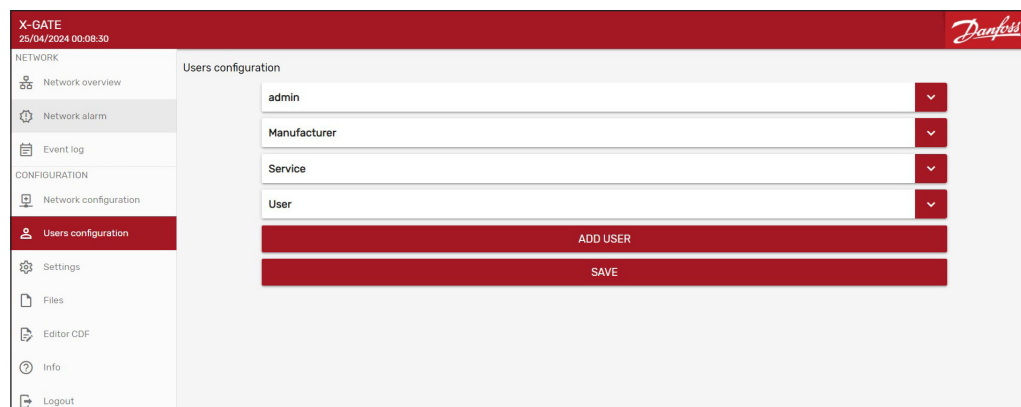 X-GATE
25/04/2024 00:08:30
Danfoss
NETWORK
Network overview
Network alarm
Event log
CONFIGURATION
Network configuration
Users configuration
Settings
Files
Editor CDF
Info
Logout
Users configuration
admin
Manufacturer
Service
User
ADD USER
SAVE